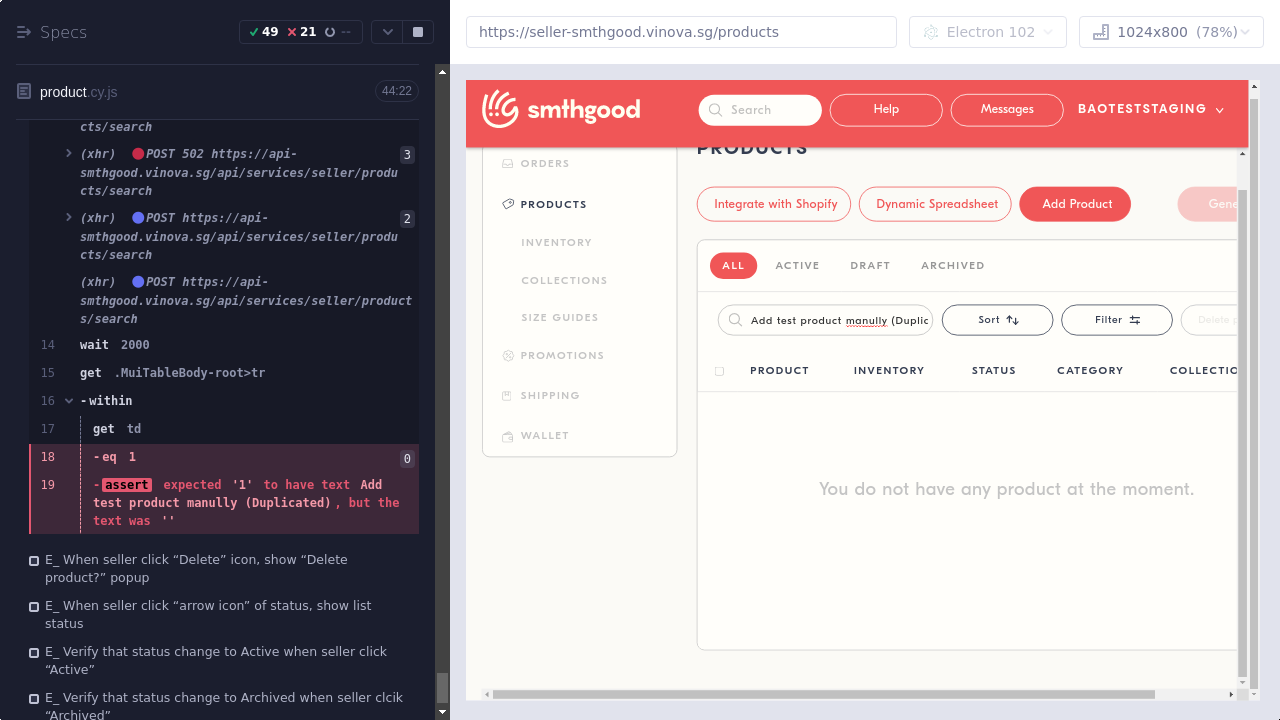 Specs
49
21
--
https://seller-smthgood.vinova.sg/products
Electron 102
1024x800 (78%)
product.cy.js
44:22
cts/search
(xhr) POST 502 https://api-
smthgood.vinova.sg/api/services/seller/produ
cts/search
3
(xhr) POST https://api-
smthgood.vinova.sg/api/services/seller/produ
cts/search
2
(xhr) POST https://api-
smthgood.vinova.sg/api/services/seller/product
s/search
14 wait 2000
15 get .MuiTableBody-root>tr
16 -within
17 get td
18 -eq 1
0
19 -assert expected '1' to have text Add
test product manully (Duplicated), but the
text was ''
E_ When seller click “Delete” icon, show “Delete
product?” popup
E_ When seller click “arrow icon” of status, show list
status
E_ Verify that status change to Active when seller click
“Active”
E_ Verify that status change to Archived when seller clcik
“Archived”
smthgood
Search
Help
Messages
BAOTESTSTAGING
ORDERS
PRODUCTS
INVENTORY
COLLECTIONS
SIZE GUIDES
PROMOTIONS
SHIPPING
WALLET
PRODUCTS
Integrate with Shopify
Dynamic Spreadsheet
Add Product
Gene
ALL
ACTIVE
DRAFT
ARCHIVED
Add test product manully (Duplic
Sort
Filter
Delete p
PRODUCT
INVENTORY
STATUS
CATEGORY
COLLECTIO
You do not have any product at the moment.